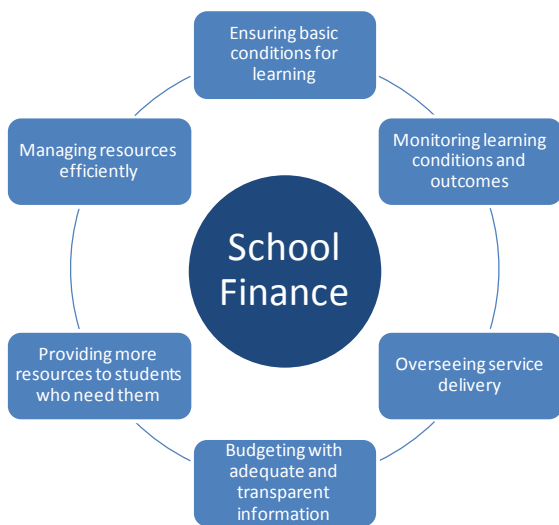 Ensuring basic
conditions for
learning
Monitoring learning
conditions and
outcomes
Overseeing service
delivery
Budgeting with
adequate and
transparent
information
Providing more
resources to students
who need them
Managing resources
efficiently
School
Finance